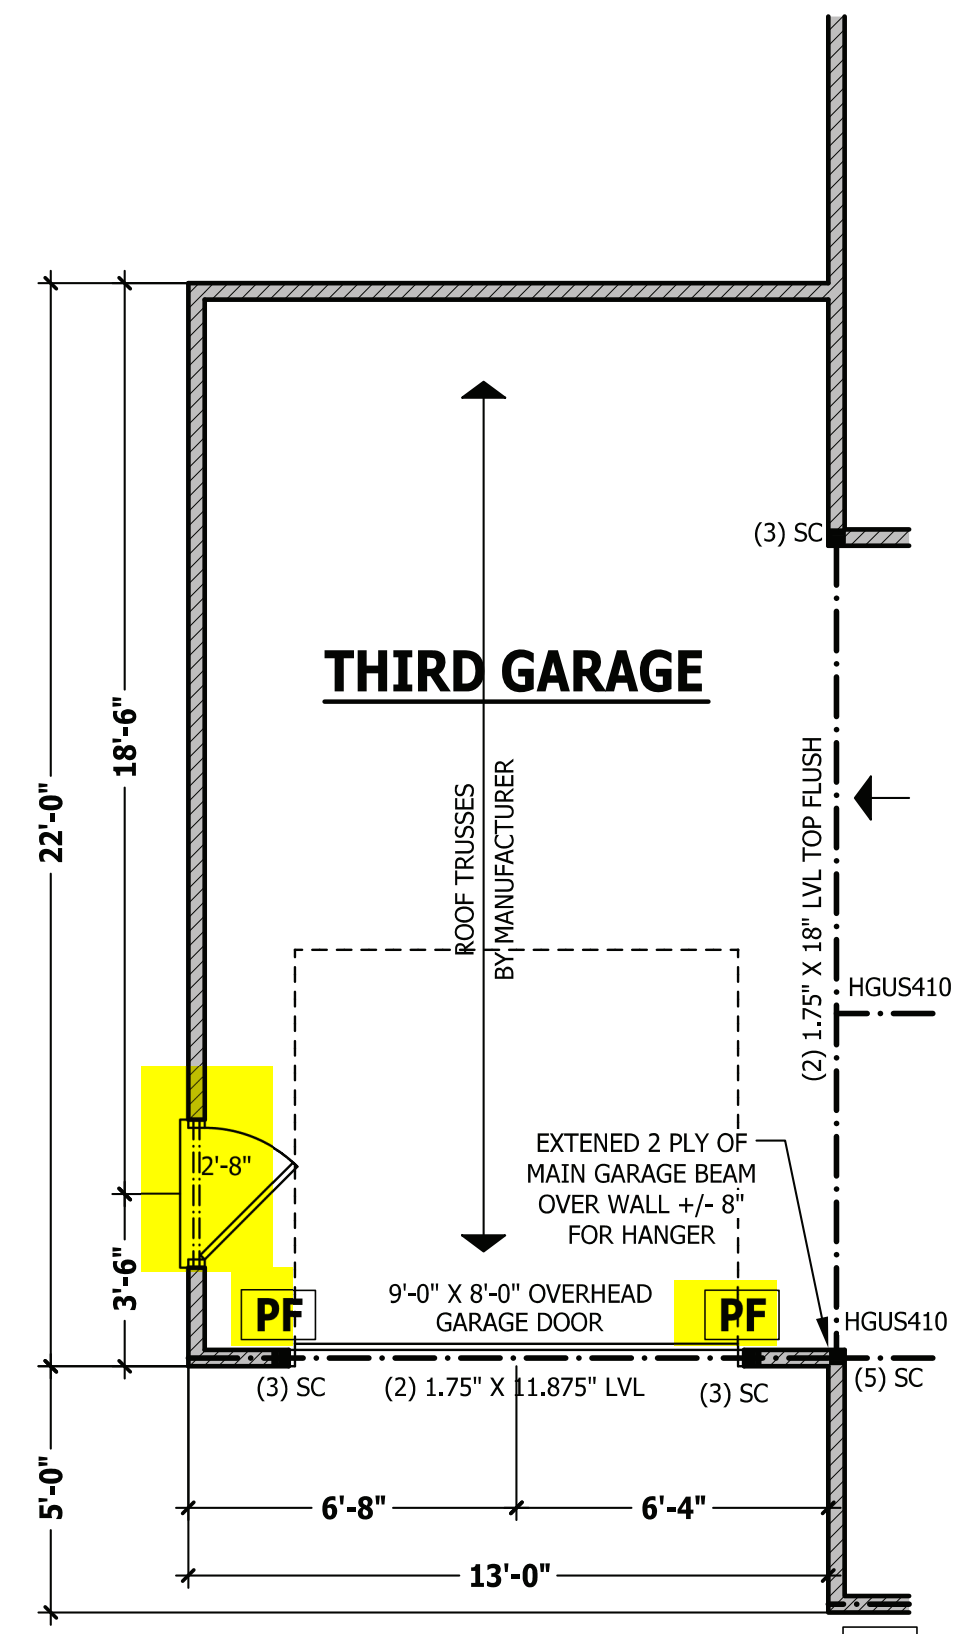 (3) SC
THIRD GARAGE
18'-6"
22'-0"
ROOF TRUSSES
BY MANUFACTURER
(2) 1.75" X 18" LVL TOP FLUSH
HGUS410
EXTENED 2 PLY OF
MAIN GARAGE BEAM
OVER WALL +/- 8"
FOR HANGER
2'-8"
3'-6"
PF
9'-0" X 8'-0" OVERHEAD
GARAGE DOOR
PF
HGUS410
(3) SC
(2) 1.75" X 11.875" LVL
(3) SC
(5) SC
5'-0"
6'-8"
6'-4"
13'-0"